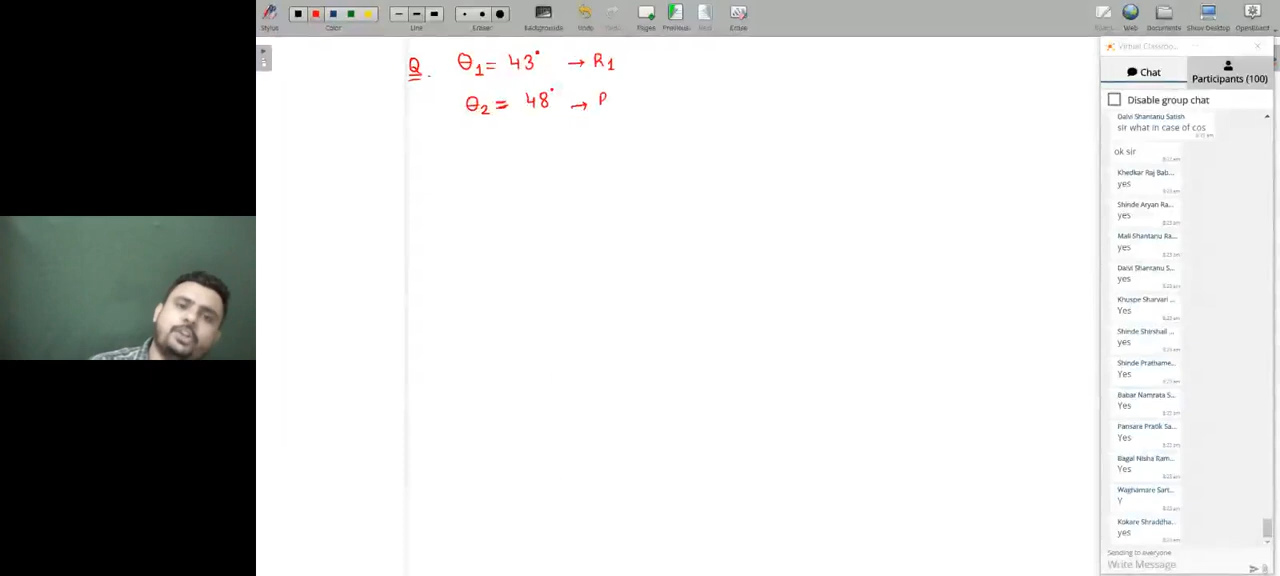 Stylus
Color
Line
Eraser
Backgrounds
Undo
Pages
Previous
Erase
Web
Documents
Show Desktop
OpenBoard
Q. θ1 = 43° → R1
θ2 = 48° →
Chat
Participants (100)
Disable group chat
Dalvi Shantanu Satish
sir what in case of cos
ok sir
Khedkar Raj Bab...
yes
Shinde Aryan Ra...
yes
Mali Shantanu Ra...
yes
Dalvi Shantanu S...
yes
Khuspe Sharvari ...
Yes
Shinde Shrishail ...
yes
Shinde Prathame...
Yes
Babar Namrata S...
Yes
Pansare Pratik Sa...
Yes
Bagal Nisha Ram...
Yes
Waghamare Sart...
Y
Kokare Shraddha...
yes
Sending to everyone
Write Message